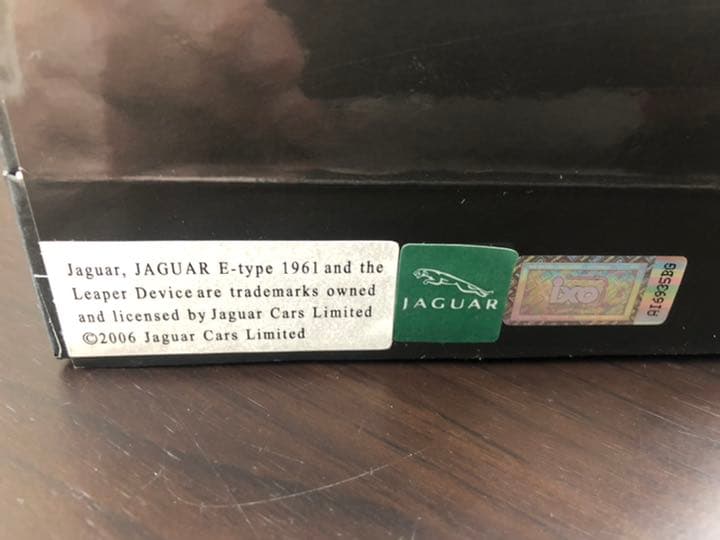 Jaguar, JAGUAR E-type 1961 and the
Leaper Device are trademarks owned
and licensed by Jaguar Cars Limited
©2006 Jaguar Cars Limited
JAGUAR
ixo
AI6935BG